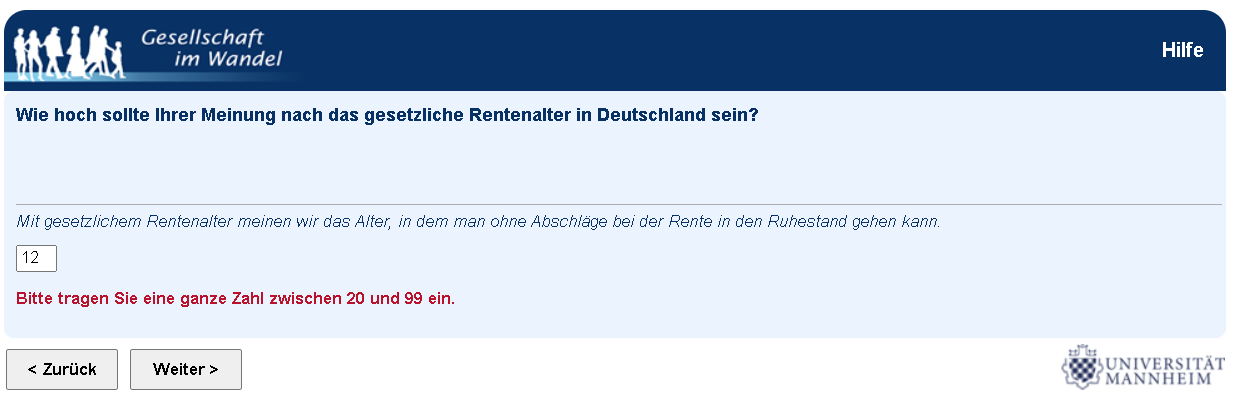 Gesellschaft
im Wandel
Hilfe
Wie hoch sollte Ihrer Meinung nach das gesetzliche Rentenalter in Deutschland sein?
Mit gesetzlichem Rentenalter meinen wir das Alter, in dem man ohne Abschläge bei der Rente in den Ruhestand gehen kann.
12
Bitte tragen Sie eine ganze Zahl zwischen 20 und 99 ein.
< Zurück
Weiter >
UNIVERSITÄT
MANNHEIM